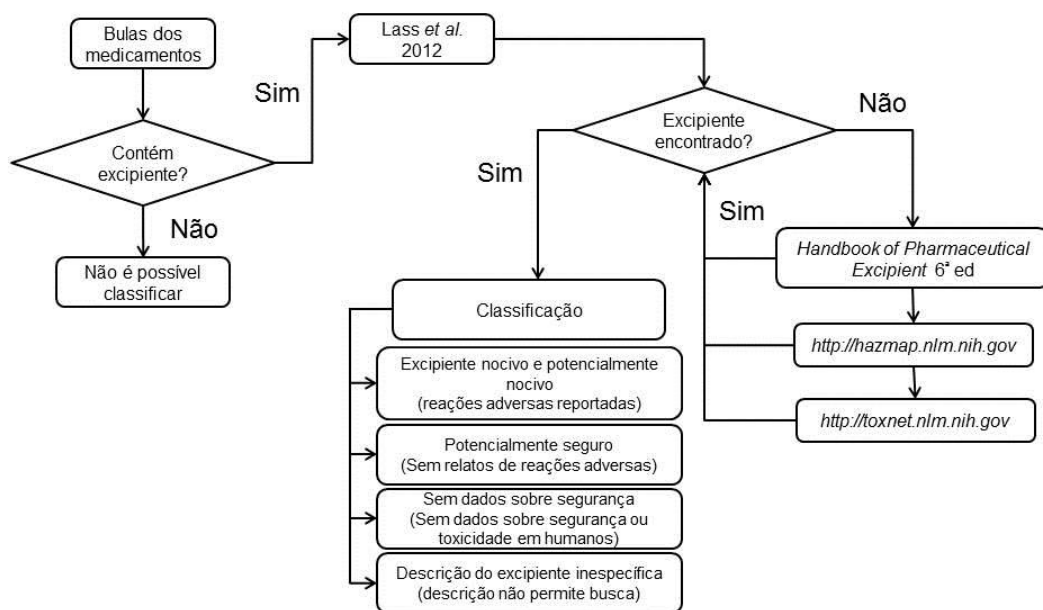 Bulas dos
medicamentos
Contém
excipiente?
Sim
Não
Não é possível
classificar
Lass et al.
2012
Excipiente
encontrado?
Sim
Não
Sim
Handbook of Pharmaceutical
Excipient 6ª ed
http://hazmap.nlm.nih.gov
http://toxnet.nlm.nih.gov
Classificação
Excipiente nocivo e potencialmente
nocivo
(reações adversas reportadas)
Potencialmente seguro
(Sem relatos de reações adversas)
Sem dados sobre segurança
(Sem dados sobre segurança ou
toxicidade em humanos)
Descrição do excipiente inespecífica
(descrição não permite busca)